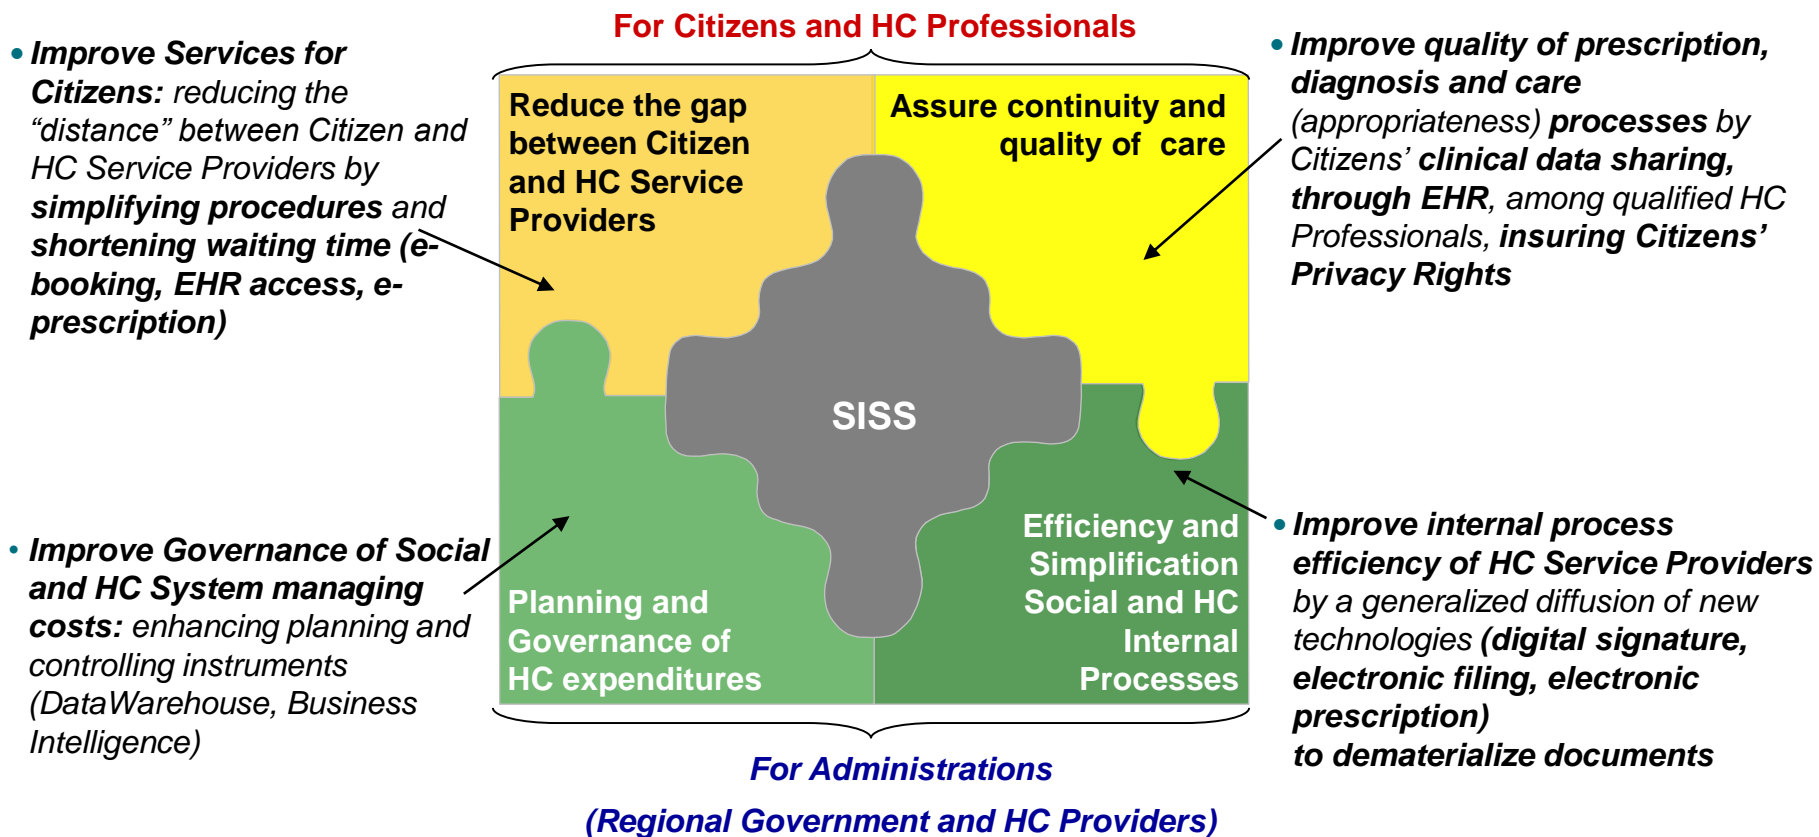 For Citizens and HC Professionals
• Improve Services for
Citizens: reducing the
“distance” between Citizen and
HC Service Providers by
simplifying procedures and
shortening waiting time (e-
booking, EHR access, e-
prescription)
Reduce the gap
between Citizen
and HC Service
Providers
Assure continuity and
quality of care
• Improve quality of prescription,
diagnosis and care
(appropriateness) processes by
Citizens’ clinical data sharing,
through EHR, among qualified HC
Professionals, insuring Citizens’
Privacy Rights
SISS
• Improve Governance of Social
and HC System managing
costs: enhancing planning and
controlling instruments
(DataWarehouse, Business
Intelligence)
Planning and
Governance of
HC expenditures
Efficiency and
Simplification
Social and HC
Internal
Processes
• Improve internal process
efficiency of HC Service Providers
by a generalized diffusion of new
technologies (digital signature,
electronic filing, electronic
prescription)
to dematerialize documents
For Administrations
(Regional Government and HC Providers)